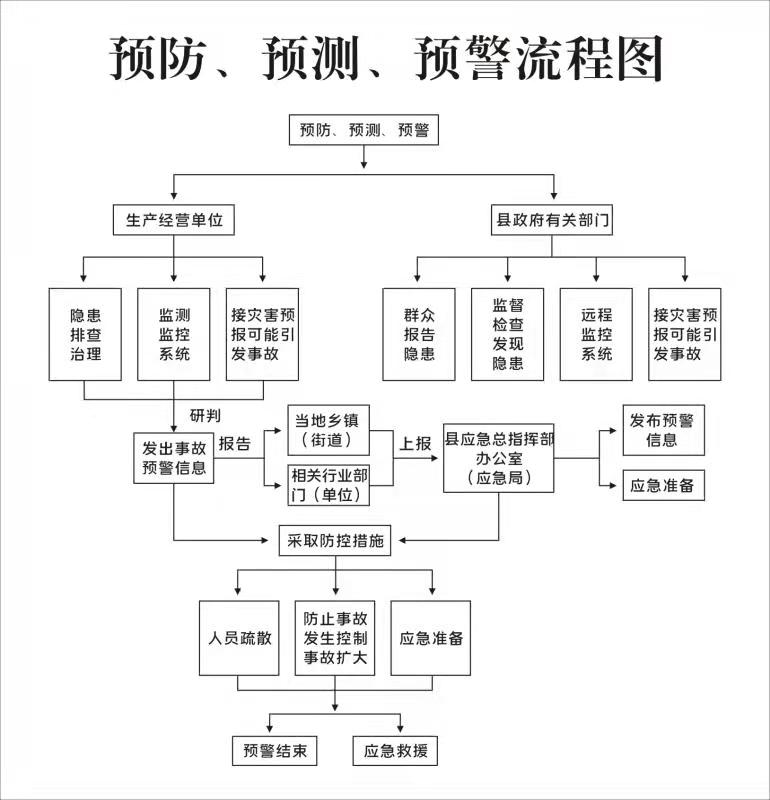 预防、预测、预警流程图
预防、预测、预警
生产经营单位
县政府有关部门
隐患
排查
治理
监测
监控
系统
接灾害预
报可能引
发事故
群众
报告
隐患
监督
检查
发现
隐患
远程
监控
系统
接灾害预
报可能引
发事故
研判
发出事故
预警信息
报告
当地乡镇
（街道）
相关行业部
门（单位）
上报
县应急总指挥部
办公室
（应急局）
发布预警
信息
应急准备
采取防控措施
人员疏散
防止事故
发生控制
事故扩大
应急准备
预警结束
应急救援